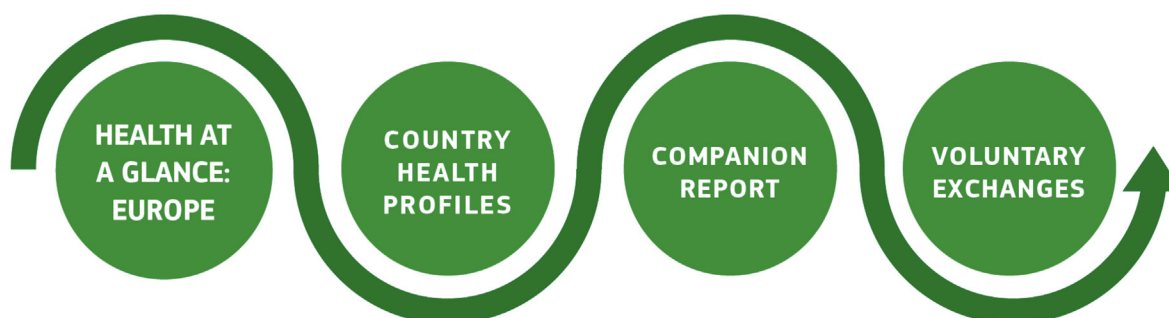 HEALTH AT
A GLANCE:
EUROPE
COUNTRY
HEALTH
PROFILES
COMPANION
REPORT
VOLUNTARY
EXCHANGES